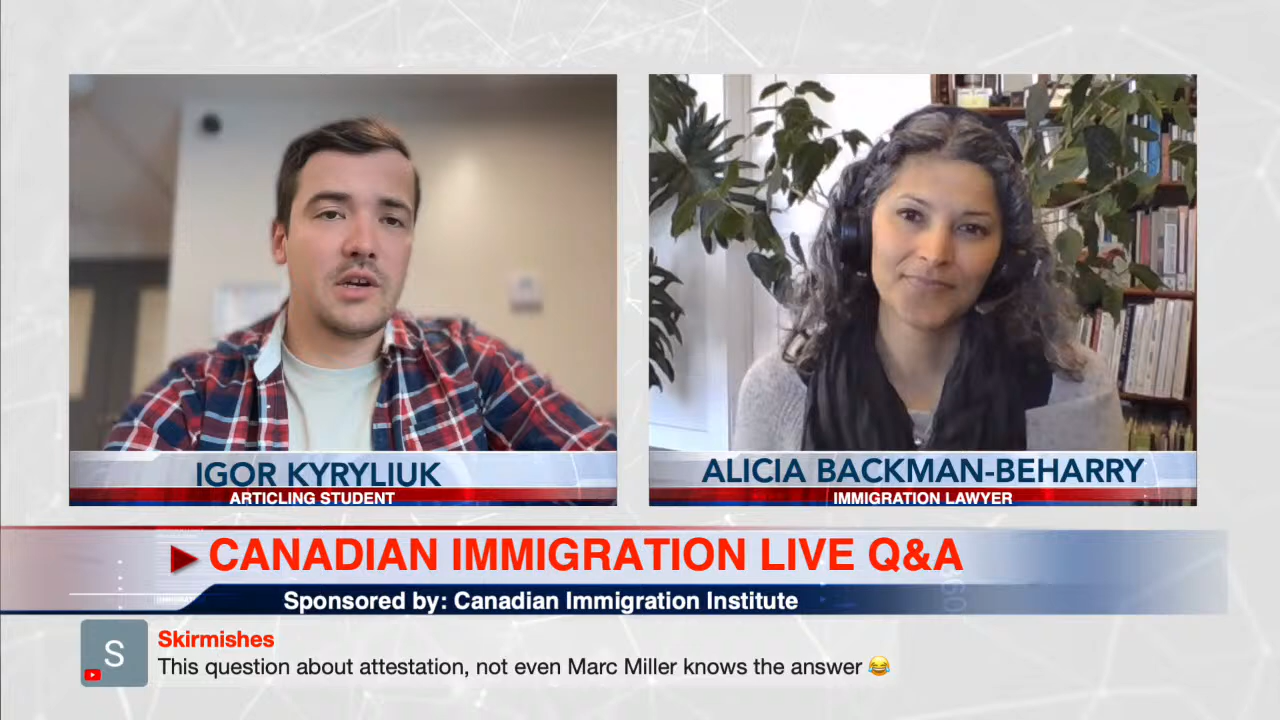 IGOR KYRYLIUK
ARTICLING STUDENT
ALICIA BACKMAN-BEHARRY
IMMIGRATION LAWYER
CANADIAN IMMIGRATION LIVE Q&A
Sponsored by: Canadian Immigration Institute
S
Skirmishes
This question about attestation, not even Marc Miller knows the answer 😂